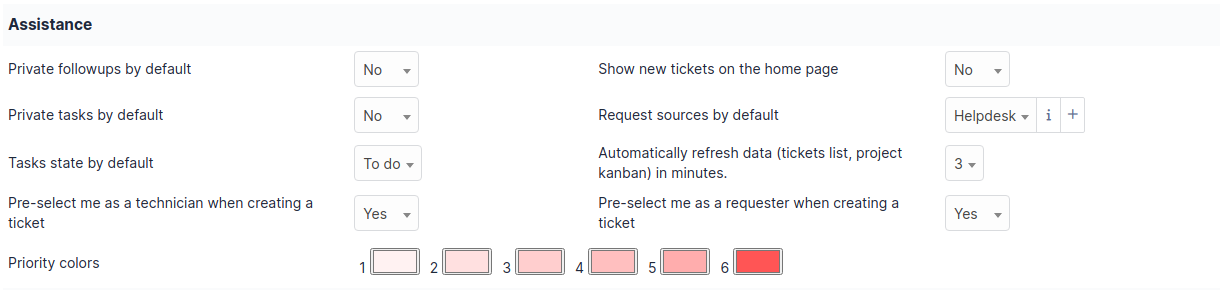 Assistance
Private followups by default No Show new tickets on the home page No
Private tasks by default No Request sources by default Helpdesk i +
Tasks state by default To do Automatically refresh data (tickets list, project
kanban) in minutes. 3
Pre-select me as a technician when creating a
ticket Yes Pre-select me as a requester when creating a
ticket Yes
Priority colors 1 2 3 4 5 6